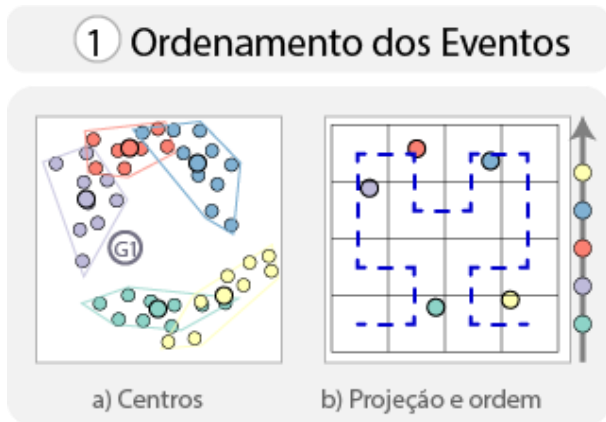 1 Ordenamento dos Eventos
G1
a) Centros
b) Projeção e ordem